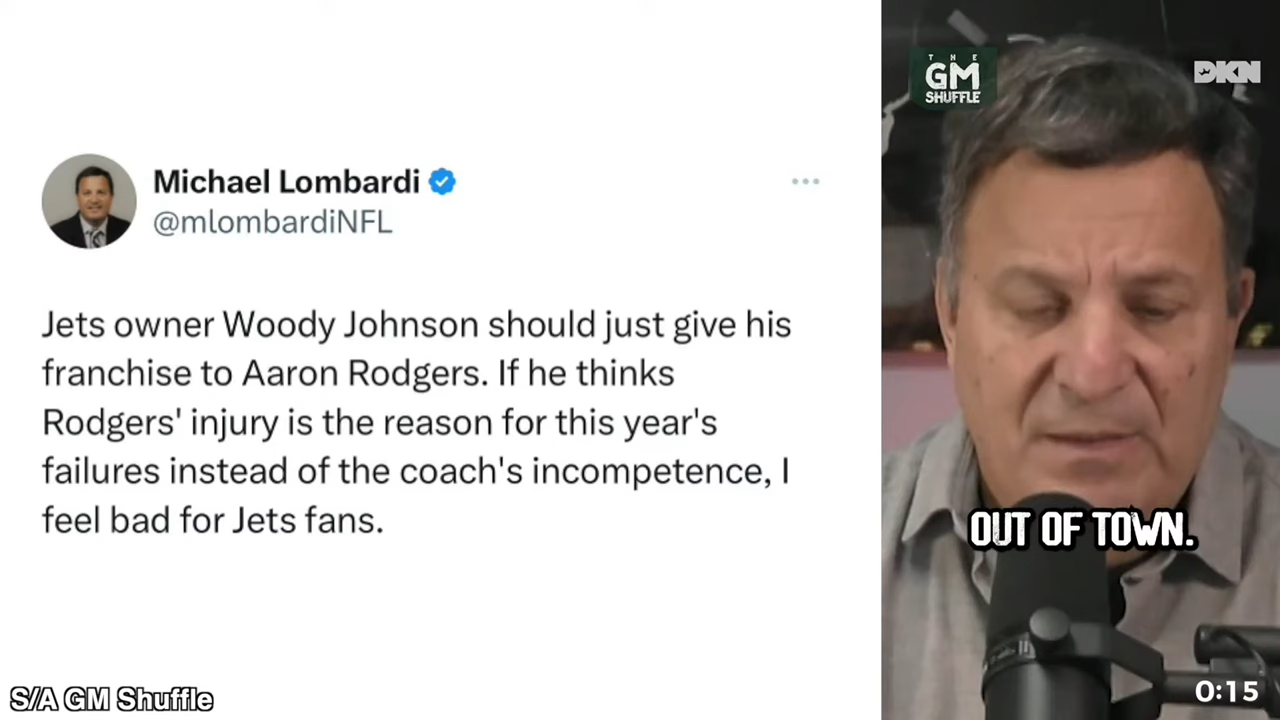 Michael Lombardi
@mlombardiNFL
Jets owner Woody Johnson should just give his
franchise to Aaron Rodgers. If he thinks
Rodgers' injury is the reason for this year's
failures instead of the coach's incompetence, I
feel bad for Jets fans.
S/A GM Shuffle
THE
GM
SHUFFLE
DKN
OUT OF TOWN.
0:15